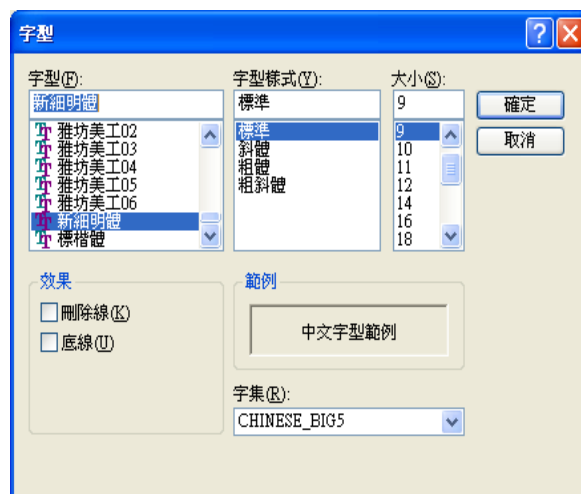 字型
字型(F):
新細明體
雅坊美工02
雅坊美工03
雅坊美工04
雅坊美工05
雅坊美工06
新細明體
標楷體
字型樣式(Y):
標準
標準
斜體
粗體
粗斜體
大小(S):
9
9
10
11
12
14
16
18
確定
取消
效果
刪除線(K)
底線(U)
範例
中文字型範例
字集(R):
CHINESE_BIG5